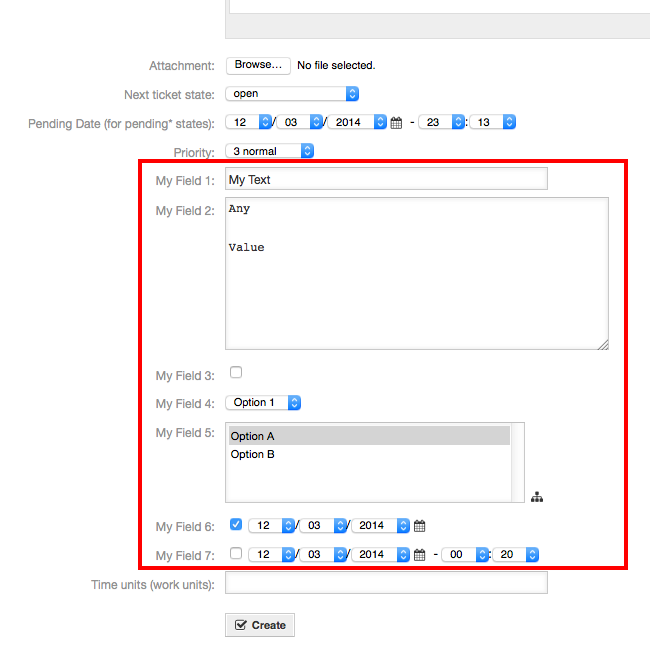 Attachment: Browse... No file selected.
Next ticket state: open
Pending Date (for pending* states): 12 / 03 / 2014 - 23 : 13
Priority: 3 normal
My Field 1: My Text
My Field 2: Any
Value
My Field 3:
My Field 4: Option 1
My Field 5: Option A
Option B
My Field 6: 12 / 03 / 2014
My Field 7: 12 / 03 / 2014 - 00 : 20
Time units (work units):
Create